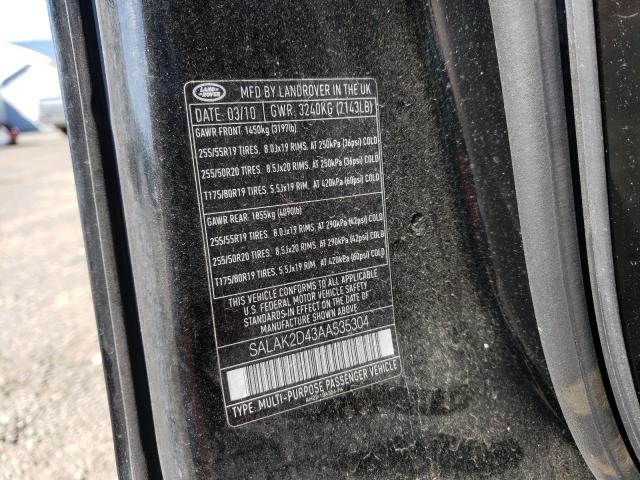 LAND ROVER
MFD BY LANDROVER IN THE UK
DATE: 03/10 GWR: 3240KG (7143LB)
GAWR FRONT: 1450kg (3197lb)
255/55R19 TIRES. 8.0Jx19 RIMS. AT 250kPa (36psi) COLD
255/50R20 TIRES. 8.5Jx20 RIMS. AT 250kPa (36psi) COLD
T175/80R19 TIRES. 5.5Jx19 RIM. AT 420kPa (60psi) COLD
GAWR REAR: 1855kg (4090lb)
255/55R19 TIRES. 8.0Jx19 RIMS. AT 290kPa (42psi) COLD
255/50R20 TIRES. 8.5Jx20 RIMS. AT 290kPa (42psi) COLD
T175/80R19 TIRES. 5.5Jx19 RIM. AT 420kPa (60psi) COLD
THIS VEHICLE CONFORMS TO ALL APPLICABLE
U.S. FEDERAL MOTOR VEHICLE SAFETY
STANDARDS-IN EFFECT ON THE DATE OF
MANUFACTURE SHOWN ABOVE.
SALAK2D43AA535304
TYPE: MULTI-PURPOSE PASSENGER VEHICLE